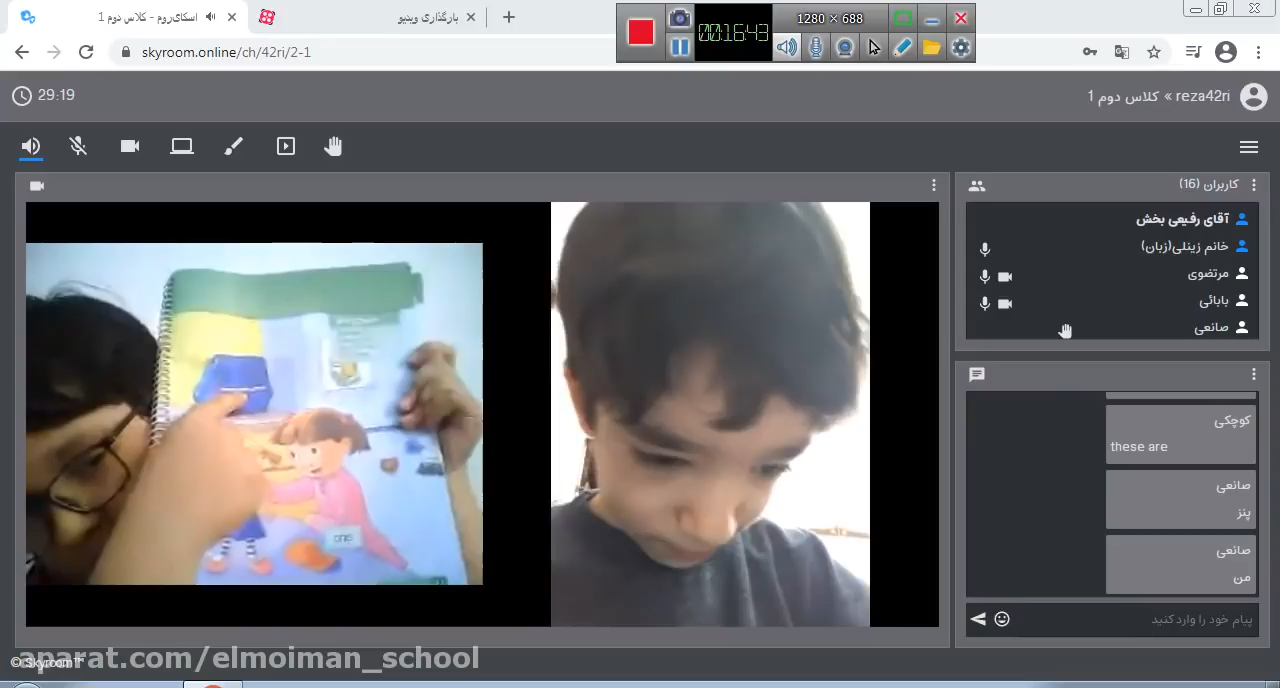 اسکای‌روم - کلاس دوم 1
بارگذاری ویدیو
00:16:43
1280 × 688
skyroom.online/ch/42ri/2-1
29:19
reza42ri » کلاس دوم 1
کاربران (16)
آقای رفیعی بخش
خانم زینلی(زبان)
مرتضوی
بابائی
صانعی
کوچکی
these are
صانعی
پنز
صانعی
من
پیام خود را وارد کنید
© Skyroom™
aparat.com/elmoiman_school